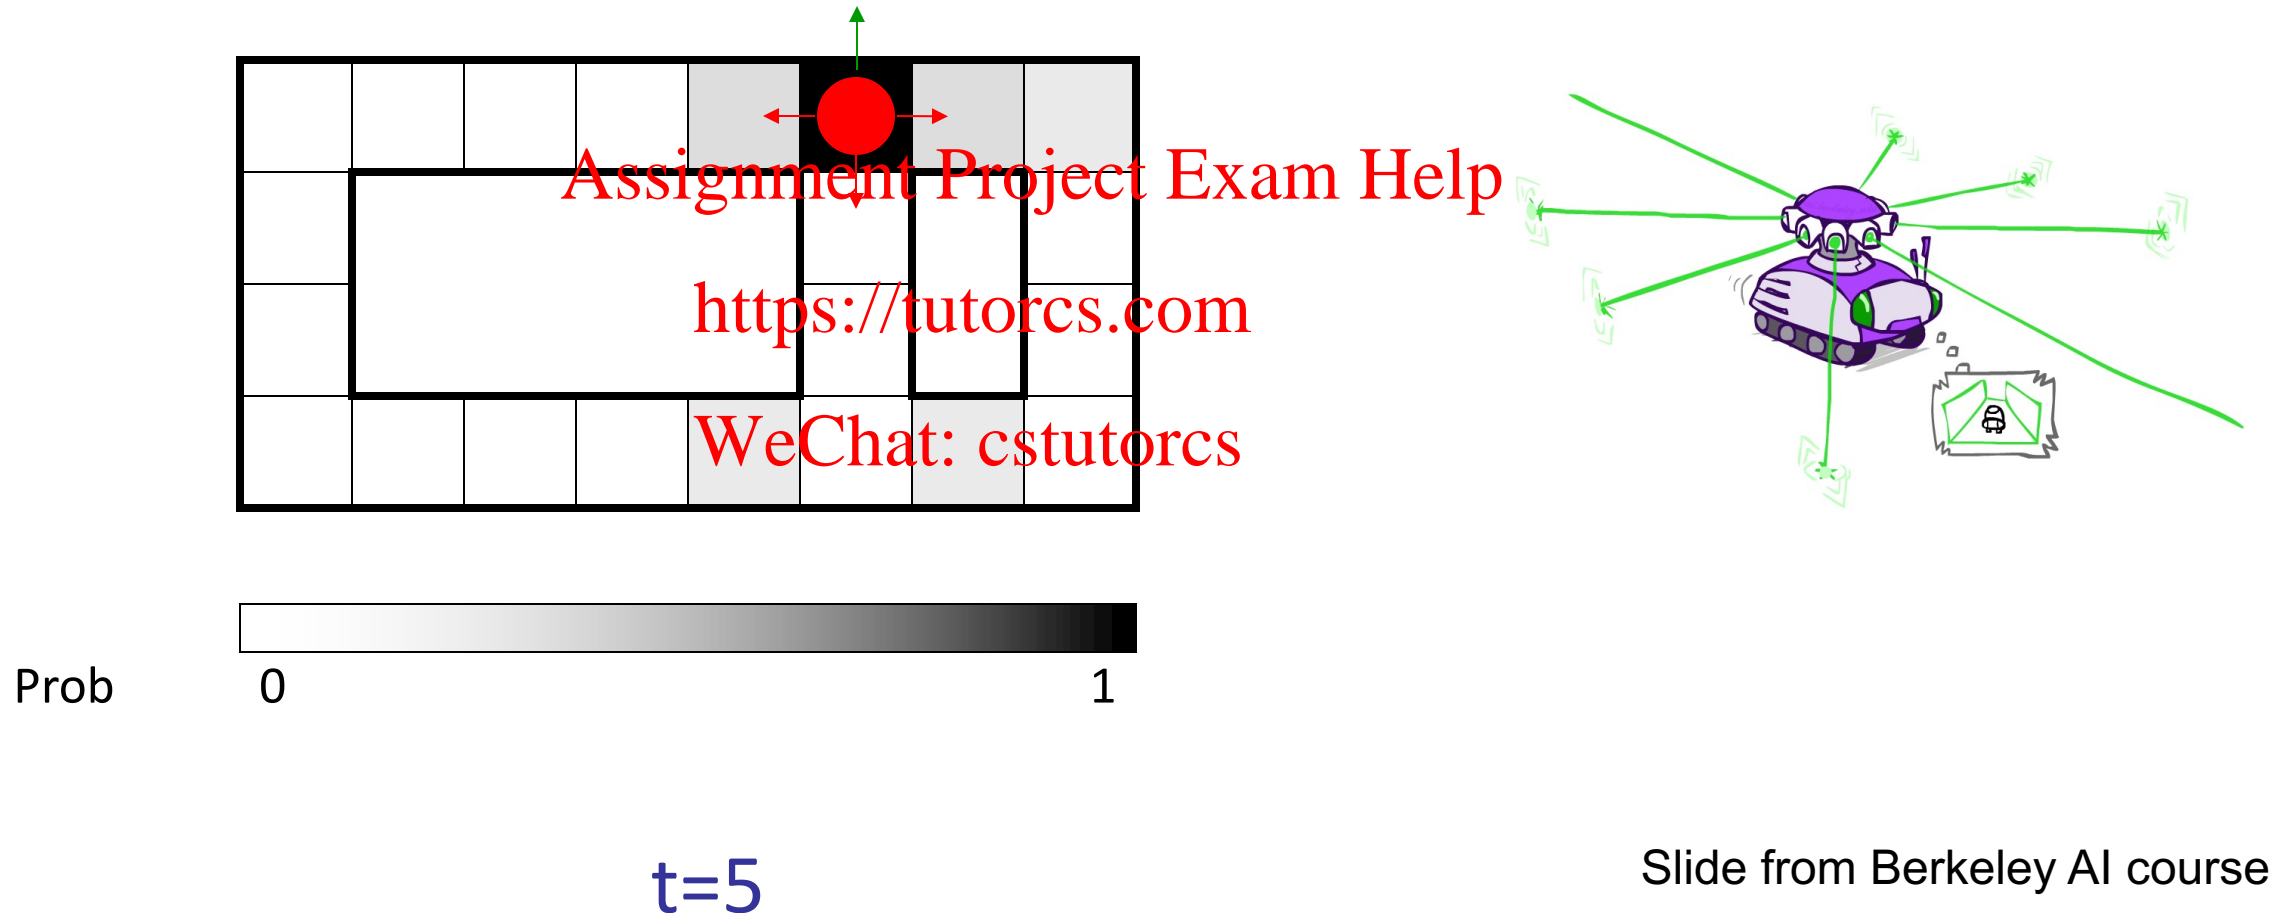 Assignment Project Exam Help
https://tutorcs.com
WeChat: cstutorcs
Prob
0 1
t=5
Slide from Berkeley AI course